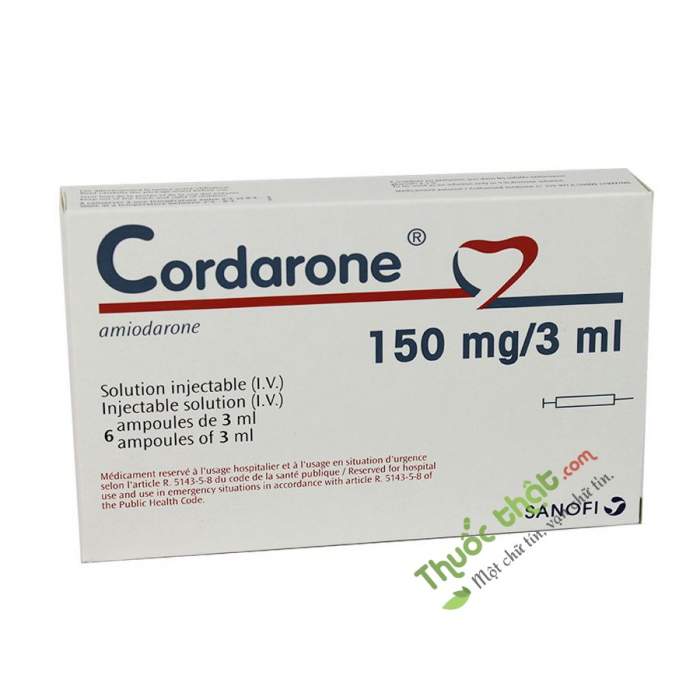 Cordarone®
amiodarone
150 mg/3 ml
Solution injectable (I.V.)
Injectable solution (I.V.)
6 ampoules de 3 ml
ampoules of 3 ml
Médicament reservé à l'usage hospitalier et à l'usage en situation d'urgence
selon l'article R. 5143-5-8 du code de la santé publique / Reserved for hospital
use and use in emergency situations in accordance with article R. 5143-5-8 of
the Public Health Code.
SANOFI
Thuốc thật.com
Một chữ tín, vạn chữ tin.